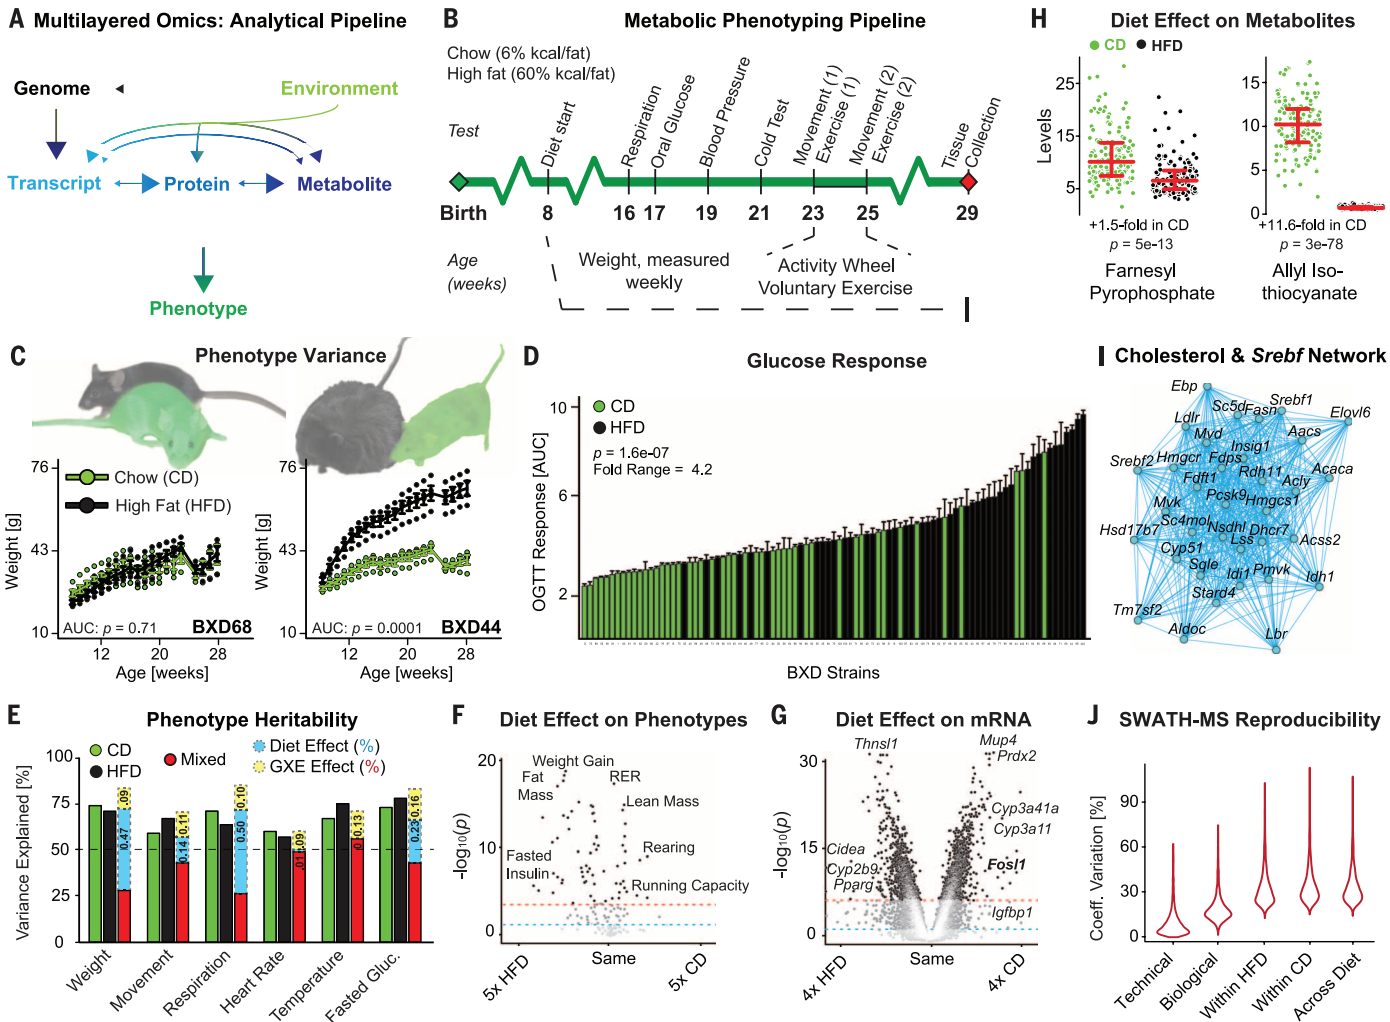 A Multilayered Omics: Analytical Pipeline
Genome
Environment
Transcript
Protein
Metabolite
Phenotype
B Metabolic Phenotyping Pipeline
Chow (6% kcal/fat)
High fat (60% kcal/fat)
Test
Diet start
Respiration
Oral Glucose
Blood Pressure
Cold Test
Movement (1)
Exercise (1)
Movement (2)
Exercise (2)
Tissue
Collection
Birth 8 16 17 19 21 23 25 29
Age
(weeks)
Weight, measured
weekly
Activity Wheel
Voluntary Exercise
H Diet Effect on Metabolites
CD HFD
Levels
25
15
5
15
10
5
0
+1.5-fold in CD
p = 5e-13
Farnesyl
Pyrophosphate
+11.6-fold in CD
p = 3e-78
Allyl Iso-
thiocyanate
C Phenotype Variance
Weight [g]
76
43
10
Chow (CD)
High Fat (HFD)
AUC: p = 0.71 BXD68
12 20 28
Age [weeks]
Weight [g]
76
43
10
AUC: p = 0.0001 BXD44
12 20 28
Age [weeks]
D Glucose Response
OGTT Response [AUC]
10
6
2
CD
HFD
p = 1.6e-07
Fold Range = 4.2
BXD Strains
I Cholesterol & Srebf Network
Ebp
Srebf1
Sc5d
Fasn
Elovl6
Ldlr
Mvd
Insig1
Aacs
Srebf2
Hmgcr
Fdps
Rdh11
Acaca
Fdft1
Acly
Pcsk9
Hmgcs1
Mvk
Sc4mol
Nsdhl
Dhcr7
Hsd17b7
Lss
Acss2
Cyp51
Sqle
Idi1
Pmvk
Idh1
Stard4
Tm7sf2
Aldoc
Lbr
E Phenotype Heritability
CD
HFD
Mixed
Diet Effect (%)
GXE Effect (%)
Variance Explained [%]
100
75
50
25
0
.09
0.47
0.11
0.14
0.10
0.50
.09
.01
0.13
0.16
0.23
Weight
Movement
Respiration
Heart Rate
Temperature
Fasted Gluc.
F Diet Effect on Phenotypes
-log10(p)
20
10
0
Weight Gain
Fat
Mass
RER
Lean Mass
Fasted
Insulin
Rearing
Running Capacity
5x HFD
Same
5x CD
G Diet Effect on mRNA
-log10(p)
30
15
0
Thnsl1
Mup4
Prdx2
Cyp3a41a
Cyp3a11
Cidea
Cyp2b9
Pparg
Fosl1
Igfbp1
4x HFD
Same
4x CD
J SWATH-MS Reproducibility
Coeff. Variation [%]
90
60
30
0
Technical
Biological
Within HFD
Within CD
Across Diet